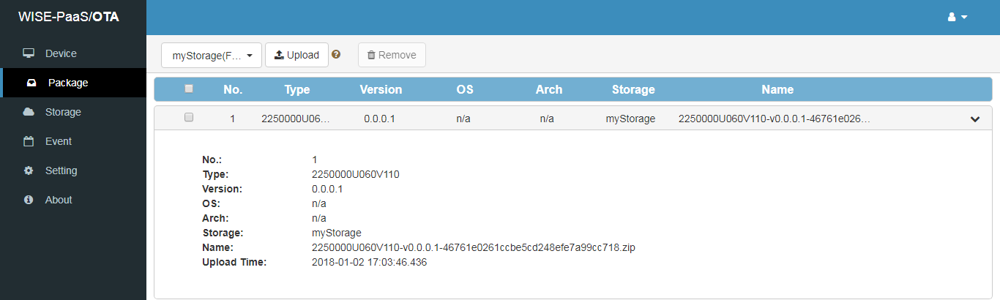 WISE-PaaS/OTA
Device
Package
Storage
Event
Setting
About
myStorage(F... Upload Remove
No. Type Version OS Arch Storage Name
1 2250000U06... 0.0.0.1 n/a n/a myStorage 2250000U060V110-v0.0.0.1-46761e026...
No.: 1
Type: 2250000U060V110
Version: 0.0.0.1
OS: n/a
Arch: n/a
Storage: myStorage
Name: 2250000U060V110-v0.0.0.1-46761e0261ccbe5cd248efe7a99cc718.zip
Upload Time: 2018-01-02 17:03:46.436